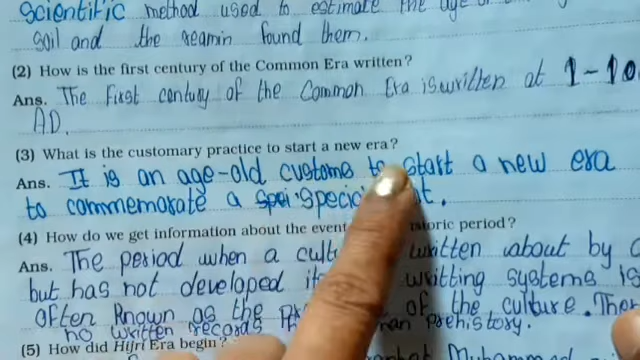 Scientific method used to estimate the age
soil and the reamin found them.
(2) How is the first century of the Common Era written?
Ans. The First century of the Common Era is written at 1-10
AD.
(3) What is the customary practice to start a new era?
Ans. It is an age-old customs to start a new era
to commemorate a
(4) How do we get information about the event period?
Ans. The period when a written about by
but has not developed writting systems is
often known as the of the culture.
no written records prehistory.
(5) How did Hijri Era begin?